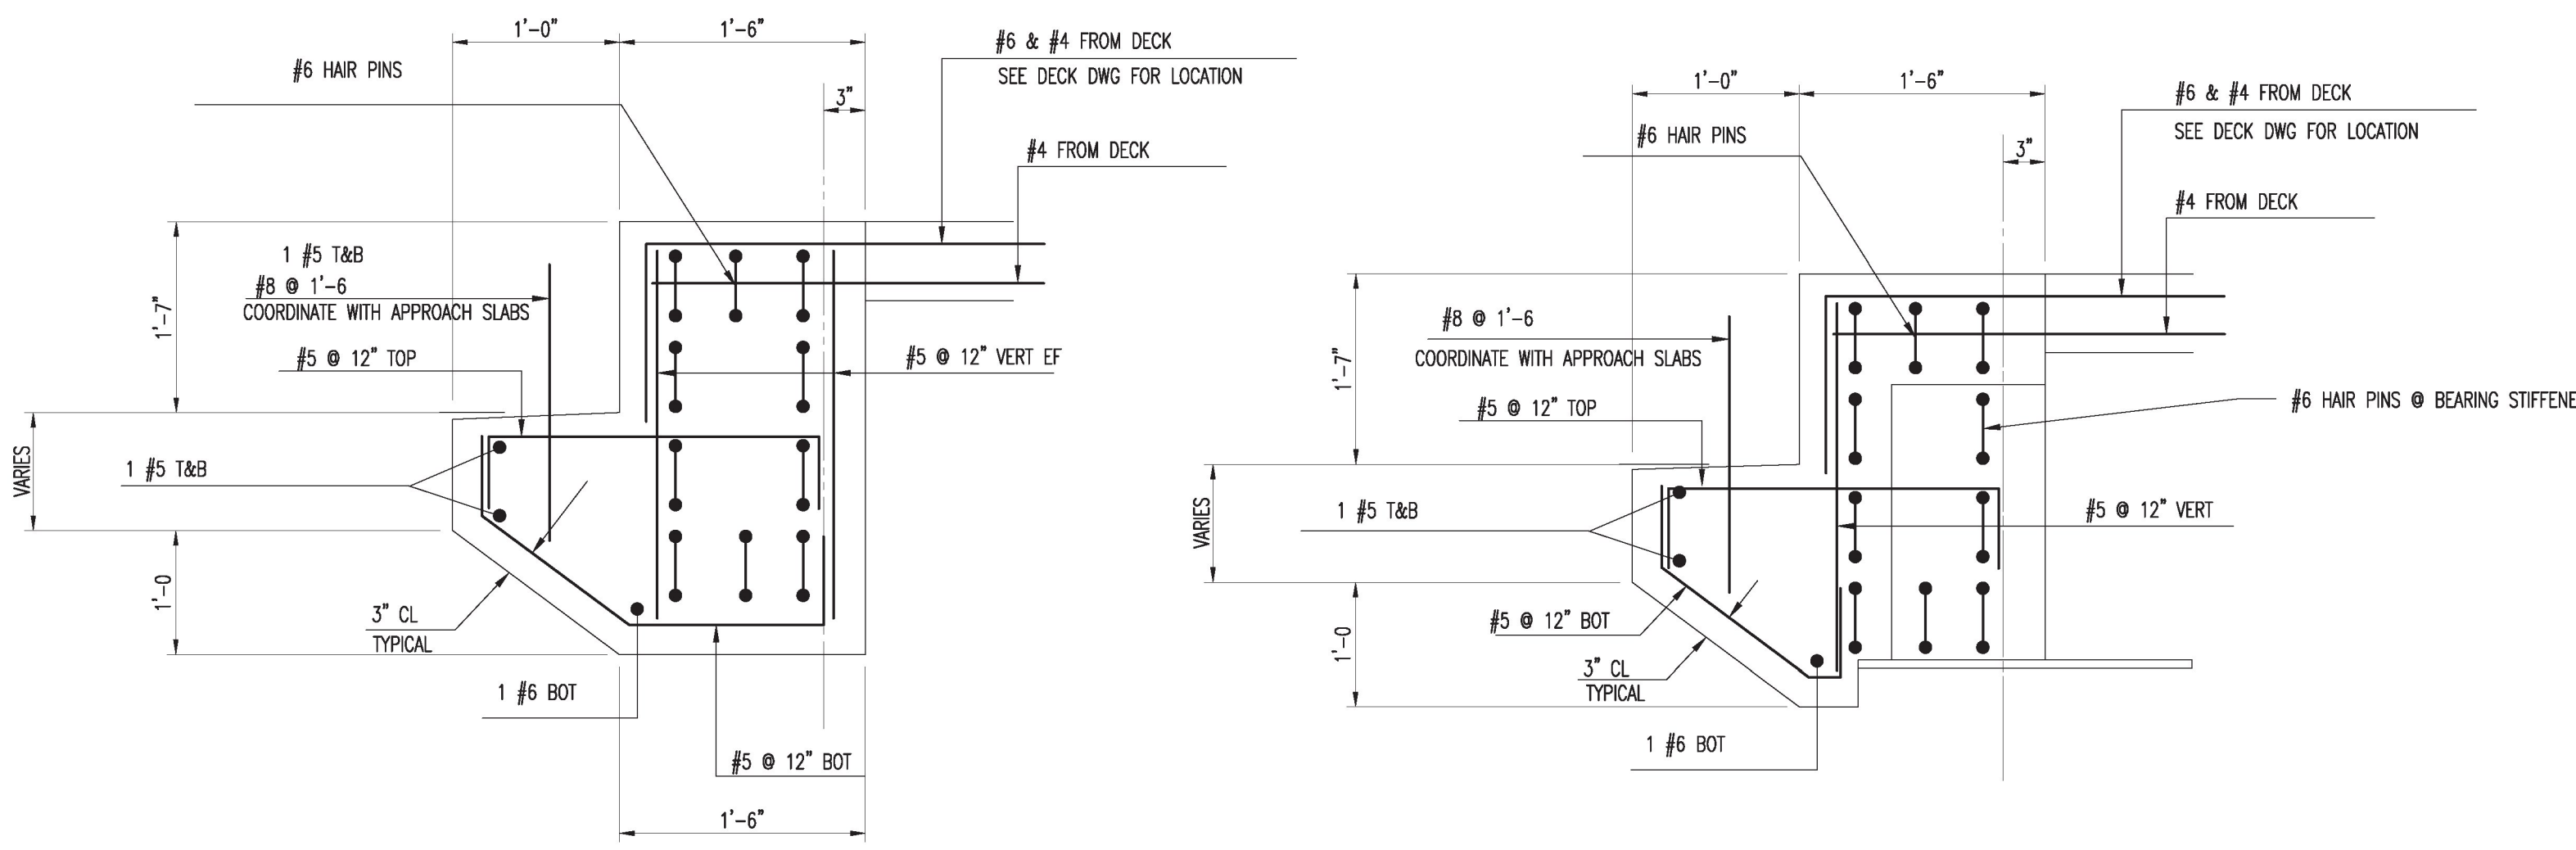 1'-0"
1'-6"
#6 & #4 FROM DECK
SEE DECK DWG FOR LOCATION
#6 HAIR PINS
3"
#4 FROM DECK
1 #5 T&B
#8 @ 1'-6
COORDINATE WITH APPROACH SLABS
1'-7"
#5 @ 12" TOP
#5 @ 12" VERT EF
VARIES
1 #5 T&B
1'-0
3" CL
TYPICAL
1 #6 BOT
#5 @ 12" BOT
1'-6"
1'-0"
1'-6"
#6 & #4 FROM DECK
SEE DECK DWG FOR LOCATION
#6 HAIR PINS
3"
#4 FROM DECK
#8 @ 1'-6
COORDINATE WITH APPROACH SLABS
1'-7"
#5 @ 12" TOP
#6 HAIR PINS @ BEARING STIFFENE
VARIES
1 #5 T&B
#5 @ 12" VERT
#5 @ 12" BOT
1'-0
3" CL
TYPICAL
1 #6 BOT